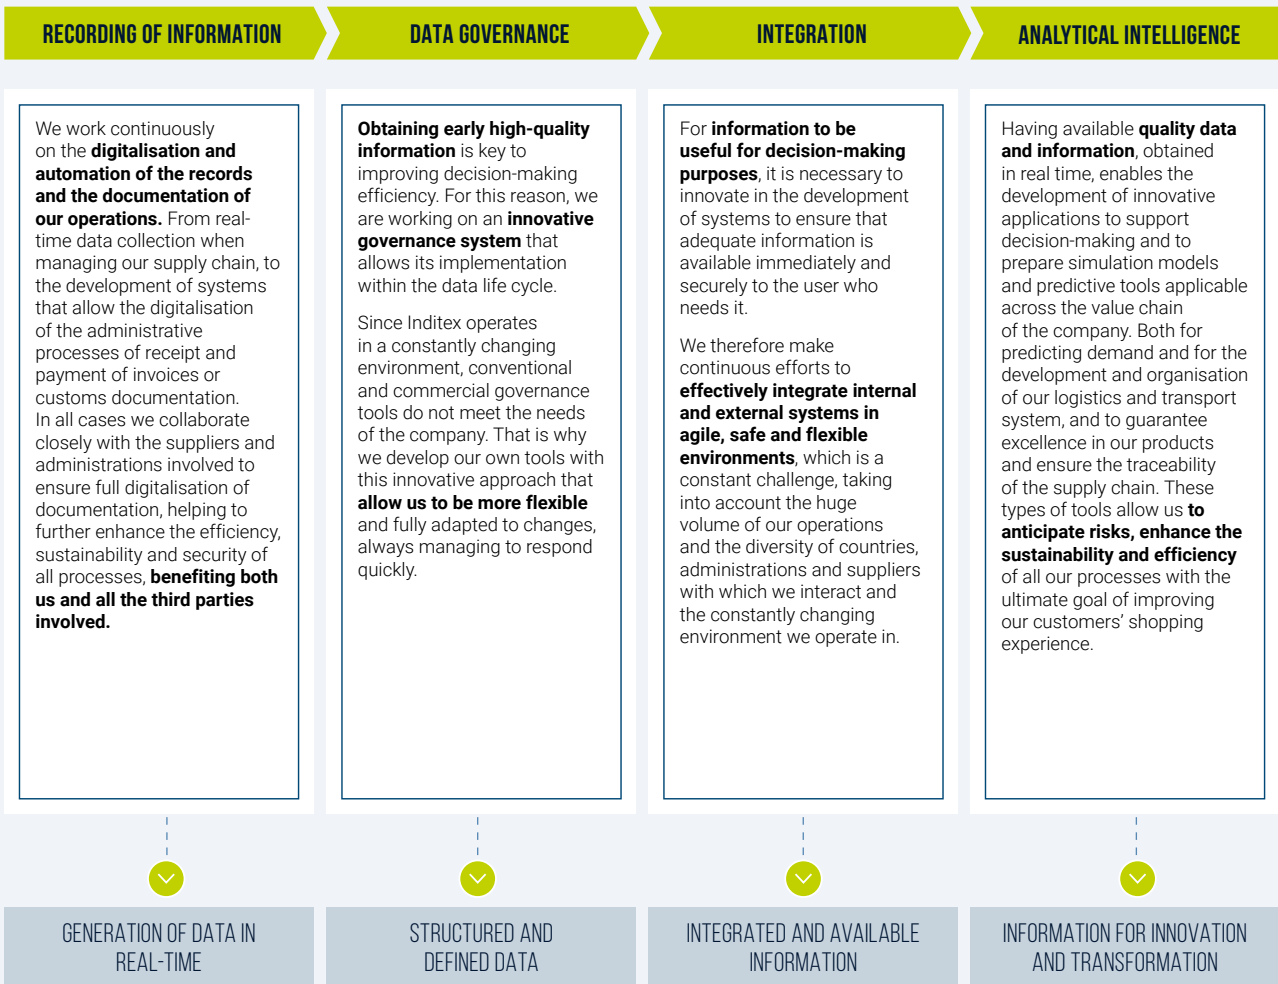 RECORDING OF INFORMATION
DATA GOVERNANCE
INTEGRATION
ANALYTICAL INTELLIGENCE
We work continuously
on the digitalisation and
automation of the records
and the documentation of
our operations. From real-
time data collection when
managing our supply chain, to
the development of systems
that allow the digitalisation
of the administrative
processes of receipt and
payment of invoices or
customs documentation.
In all cases we collaborate
closely with the suppliers and
administrations involved to
ensure full digitalisation of
documentation, helping to
further enhance the efficiency,
sustainability and security of
all processes, benefiting both
us and all the third parties
involved.
Obtaining early high-quality
information is key to
improving decision-making
efficiency. For this reason, we
are working on an innovative
governance system that
allows its implementation
within the data life cycle.
Since Inditex operates
in a constantly changing
environment, conventional
and commercial governance
tools do not meet the needs
of the company. That is why
we develop our own tools with
this innovative approach that
allow us to be more flexible
and fully adapted to changes,
always managing to respond
quickly.
For information to be
useful for decision-making
purposes, it is necessary to
innovate in the development
of systems to ensure that
adequate information is
available immediately and
securely to the user who
needs it.
We therefore make
continuous efforts to
effectively integrate internal
and external systems in
agile, safe and flexible
environments, which is a
constant challenge, taking
into account the huge
volume of our operations
and the diversity of countries,
administrations and suppliers
with which we interact and
the constantly changing
environment we operate in.
Having available quality data
and information, obtained
in real time, enables the
development of innovative
applications to support
decision-making and to
prepare simulation models
and predictive tools applicable
across the value chain
of the company. Both for
predicting demand and for the
development and organisation
of our logistics and transport
system, and to guarantee
excellence in our products
and ensure the traceability
of the supply chain. These
types of tools allow us to
anticipate risks, enhance the
sustainability and efficiency
of all our processes with the
ultimate goal of improving
our customers’ shopping
experience.
GENERATION OF DATA IN
REAL-TIME
STRUCTURED AND
DEFINED DATA
INTEGRATED AND AVAILABLE
INFORMATION
INFORMATION FOR INNOVATION
AND TRANSFORMATION